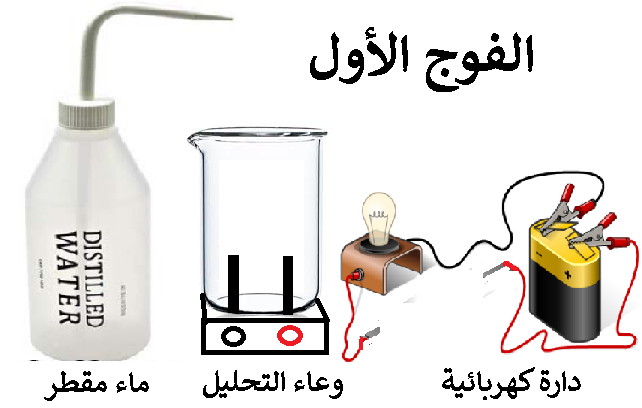 الفوج الأول
DISTILLED
WATER
+
-
دارة كهربائية
وعاء التحليل
ماء مقطر